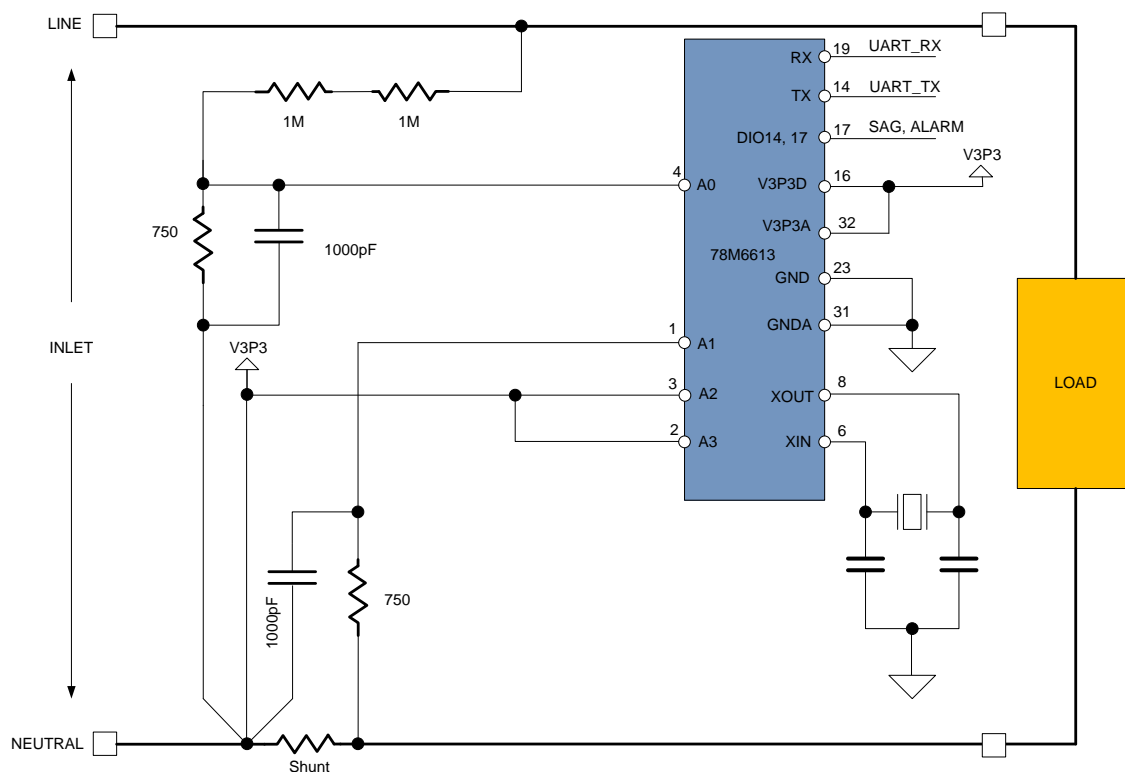 LINE
1M
1M
RX
19
UART_RX
TX
14
UART_TX
DIO14, 17
17
SAG, ALARM
4
A0
V3P3D
16
V3P3
750
1000pF
V3P3A
32
78M6613
GND
23
GNDA
31
INLET
V3P3
1
A1
3
A2
XOUT
8
2
A3
XIN
6
LOAD
1000pF
750
NEUTRAL
Shunt